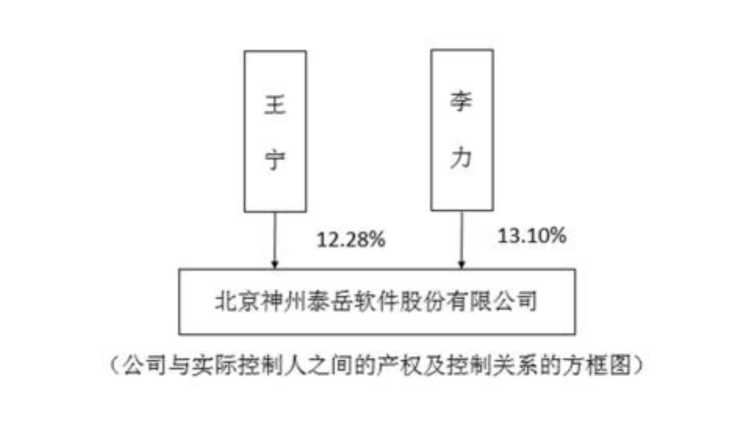 王宁
李力
12.28%
13.10%
北京神州泰岳软件股份有限公司
（公司与实际控制人之间的产权及控制关系的方框图）